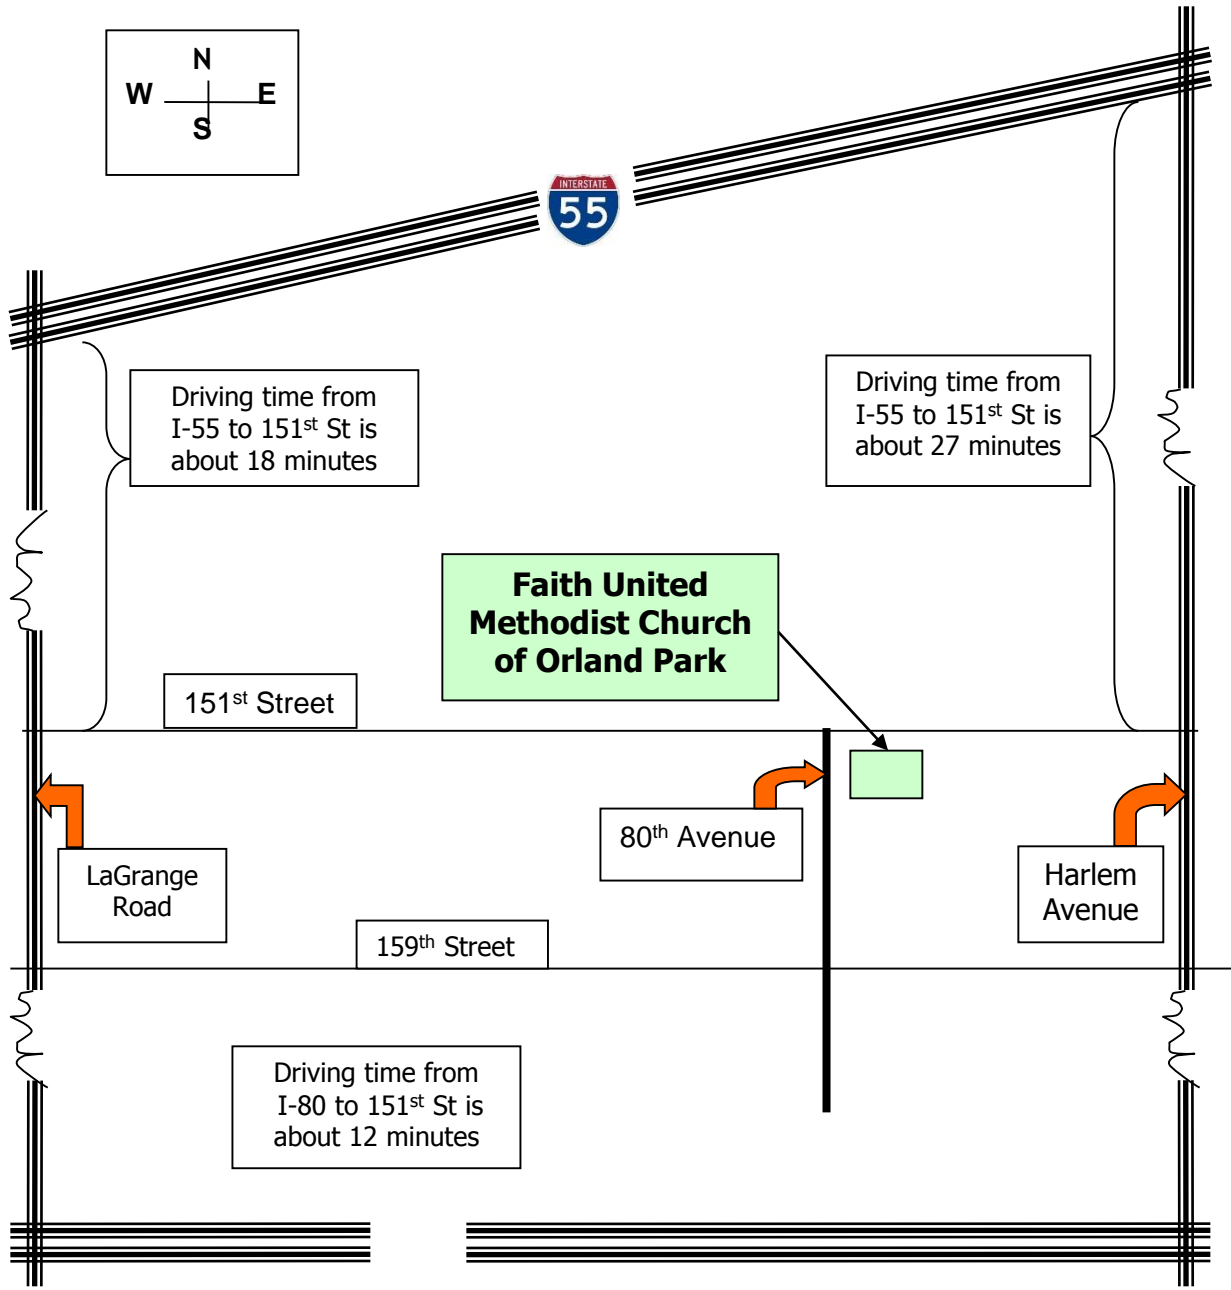 N
W E
S
INTERSTATE
55
Driving time from
I-55 to 151st St is
about 18 minutes
Driving time from
I-55 to 151st St is
about 27 minutes
Faith United
Methodist Church
of Orland Park
151st Street
80th Avenue
LaGrange
Road
Harlem
Avenue
159th Street
Driving time from
I-80 to 151st St is
about 12 minutes